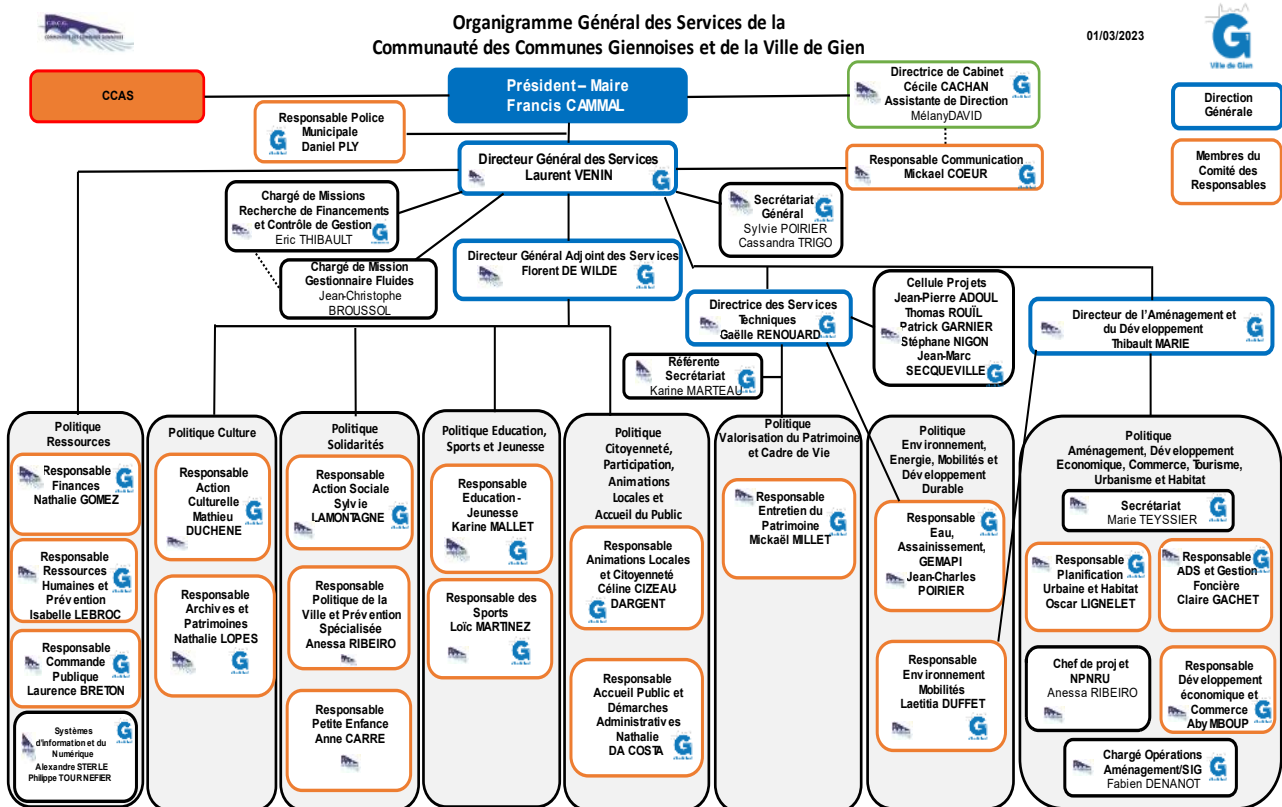 Organigramme Général des Services de la
Communauté des Communes Giennoises et de la Ville de Gien
01/03/2023
C.D.C.G
COMMUNAUTE DES COMMUNES GIENNOISES
Ville de Gien
CCAS
Président – Maire
Francis CAMMAL
Directrice de Cabinet
Cécile CACHAN
Assistante de Direction
MélanyDAVID
Direction
Générale
Membres du
Comité des
Responsables
Responsable Police
Municipale
Daniel PLY
Directeur Général des Services
Laurent VENIN
Responsable Communication
Mickael COEUR
Chargé de Missions
Recherche de Financements
et Contrôle de Gestion
Eric THIBAULT
Secrétariat
Général
Sylvie POIRIER
Cassandra TRIGO
Chargé de Mission
Gestionnaire Fluides
Jean-Christophe
BROUSSOL
Directeur Général Adjoint des Services
Florent DE WILDE
Directrice des Services
Techniques
Gaëlle RENOUARD
Cellule Projets
Jean-Pierre ADOUL
Thomas ROUÏL
Patrick GARNIER
Stéphane NIGON
Jean-Marc
SECQUEVILLE
Directeur de l'Aménagement et
du Développement
Thibault MARIE
Référente
Secrétariat
Karine MARTEAU
Politique
Ressources
Responsable
Finances
Nathalie GOMEZ
Responsable
Ressources
Humaines et
Prévention
Isabelle LEBROC
Responsable
Commande
Publique
Laurence BRETON
Systèmes
d'information et du
Numérique
Alexandre STERLE
Philippe TOURNEFIER
Politique Culture
Responsable
Action
Culturelle
Mathieu
DUCHENE
Responsable
Archives et
Patrimoines
Nathalie LOPES
Politique
Solidarités
Responsable
Action Sociale
Sylvie
LAMONTAGNE
Responsable
Politique de la
Ville et Prévention
Spécialisée
Anessa RIBEIRO
Responsable
Petite Enfance
Anne CARRE
Politique Education,
Sports et Jeunesse
Responsable
Education -
Jeunesse
Karine MALLET
Responsable des
Sports
Loïc MARTINEZ
Politique
Citoyenneté,
Participation,
Animations
Locales et
Accueil du Public
Responsable
Animations Locales
et Citoyenneté
Céline CIZEAU-
DARGENT
Responsable
Accueil Public et
Démarches
Administratives
Nathalie
DA COSTA
Politique
Valorisation du Patrimoine
et Cadre de Vie
Responsable
Entretien du
Patrimoine
Mickaël MILLET
Politique
Environnement,
Energie, Mobilités et
Développement
Durable
Responsable
Eau,
Assainissement,
GEMAPI
Jean-Charles
POIRIER
Responsable
Environnement
Mobilités
Laetitia DUFFET
Politique
Aménagement, Développement
Economique, Commerce, Tourisme,
Urbanisme et Habitat
Secrétariat
Marie TEYSSIER
Responsable
Planification
Urbaine et Habitat
Oscar LIGNELET
Responsable
ADS et Gestion
Foncière
Claire GACHET
Chef de projet
NPNRU
Anessa RIBEIRO
Responsable
Développement
économique et
Commerce
Aby MBOUP
Chargé Opérations
Aménagement/SIG
Fabien DENANOT